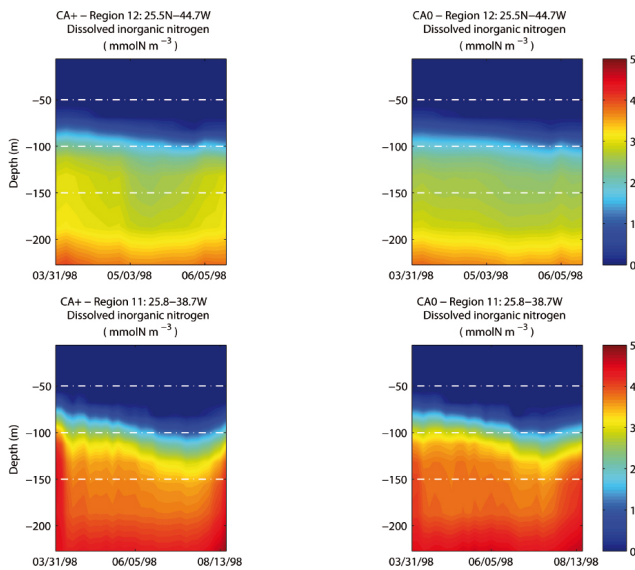 CA+ – Region 12: 25.5N–44.7W
Dissolved inorganic nitrogen
( mmolN m −3 )
CA0 – Region 12: 25.5N–44.7W
Dissolved inorganic nitrogen
( mmolN m −3 )
Depth (m)
−50
−100
−150
−200
03/31/98 05/03/98 06/05/98
−50
−100
−150
−200
03/31/98 05/03/98 06/05/98
5
4
3
2
1
0
CA+ – Region 11: 25.8–38.7W
Dissolved inorganic nitrogen
( mmolN m −3 )
CA0 – Region 11: 25.8–38.7W
Dissolved inorganic nitrogen
( mmolN m −3 )
Depth (m)
−50
−100
−150
−200
03/31/98 06/05/98 08/13/98
−50
−100
−150
−200
03/31/98 06/05/98 08/13/98
5
4
3
2
1
0